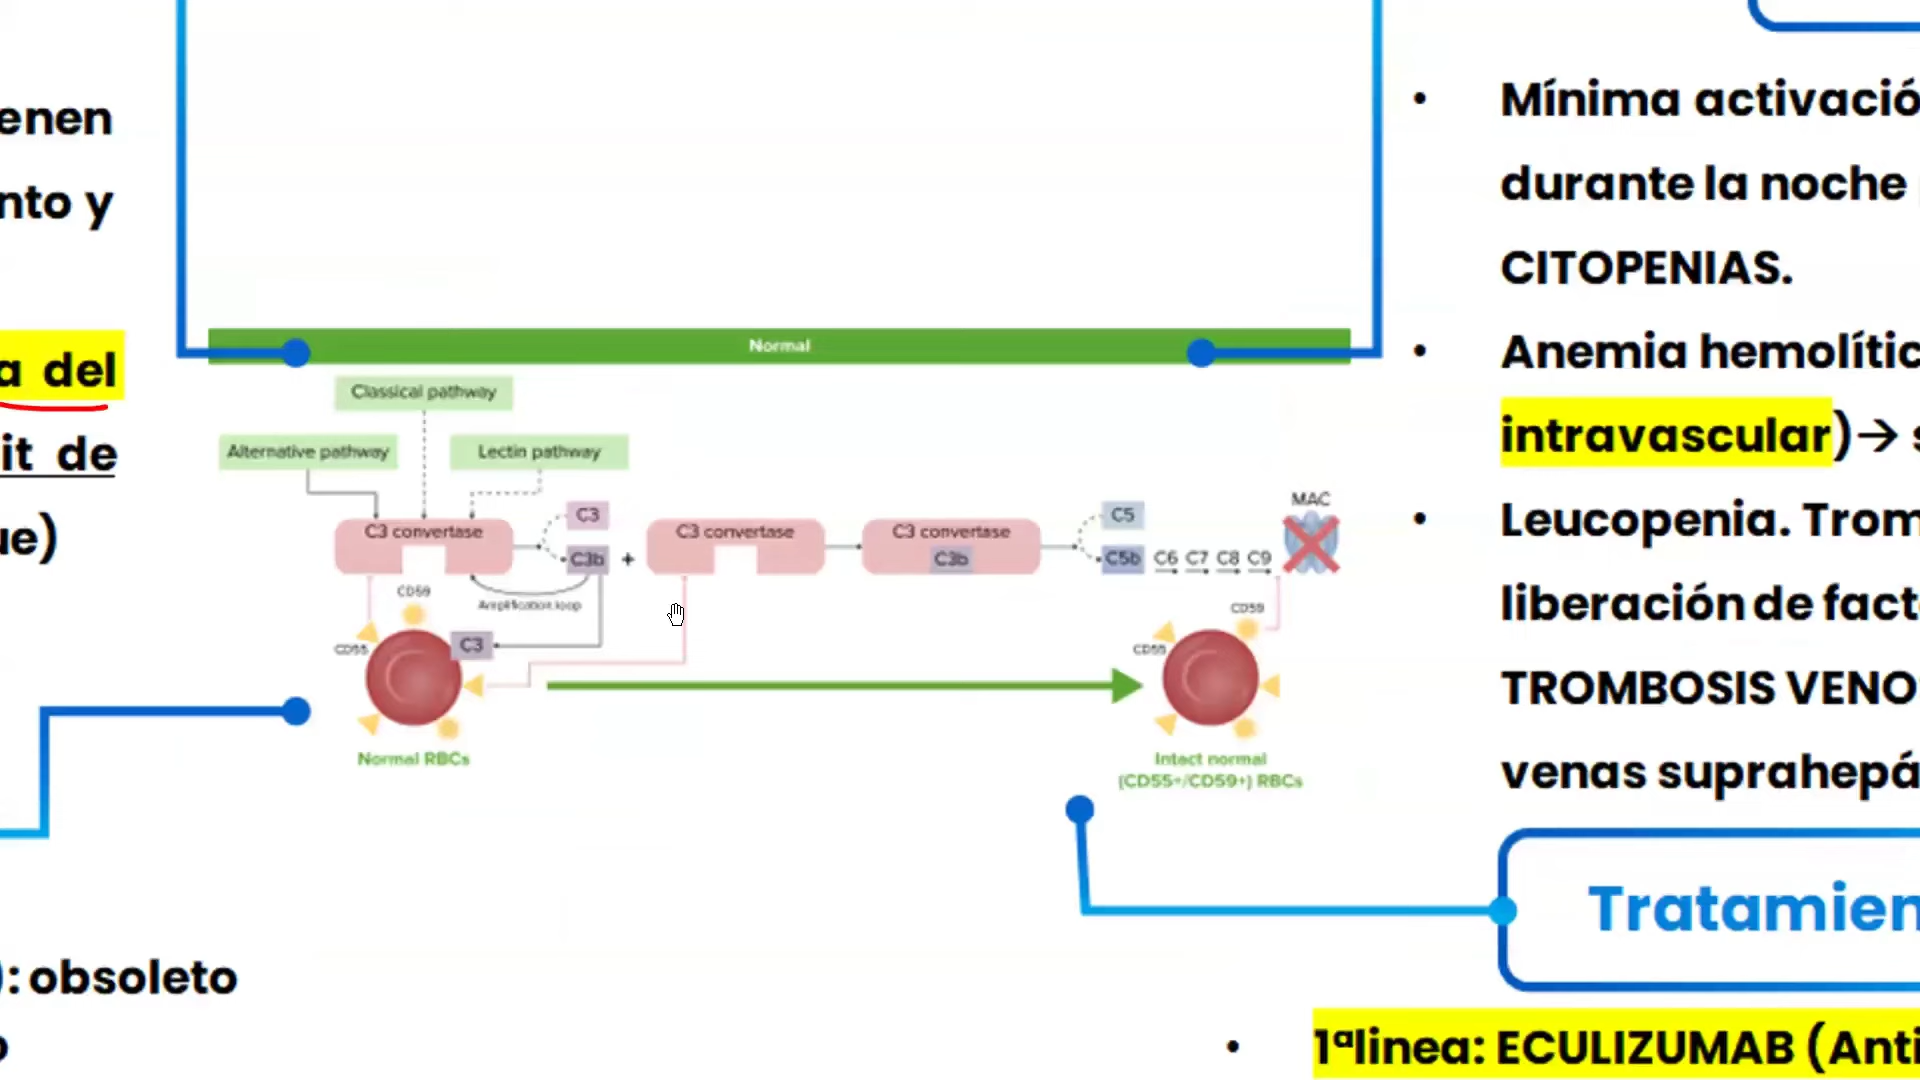 enen
nto y
a del
it de
ue)
): obsoleto
Normal
Classical pathway
Alternative pathway
Lectin pathway
C3 convertase
C3
C3b
+
C3 convertase
C3 convertase
C3b
C5
C5b
C6 C7 C8 C9
MAC
Amplification loop
CD59
CD55
C3
Normal RBCs
CD59
CD55
Intact normal
(CD55+/CD59+) RBCs
• Mínima activació
durante la noche
CITOPENIAS.
• Anemia hemolític
intravascular)→ s
• Leucopenia. Trom
liberación de fact
TROMBOSIS VENO
venas suprahepá
Tratamien
• 1ªlinea: ECULIZUMAB (Anti